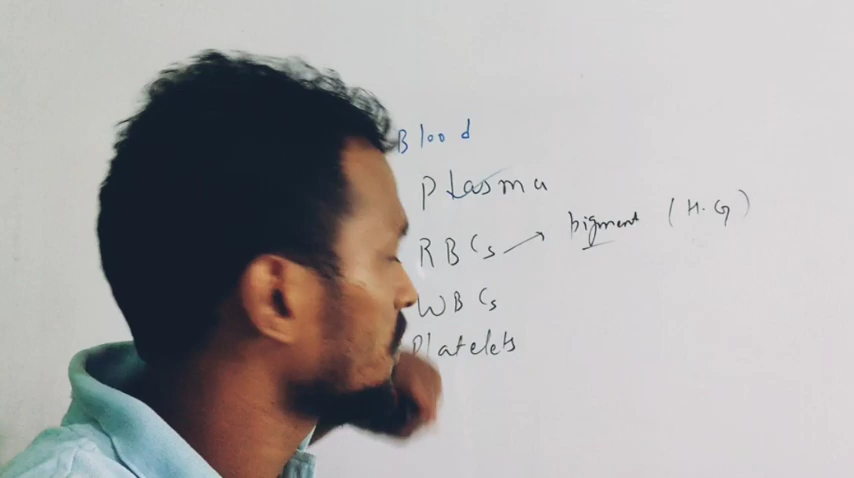 Blood
Plasma
RBCs → pigment (H.G)
WBCs
Platelets